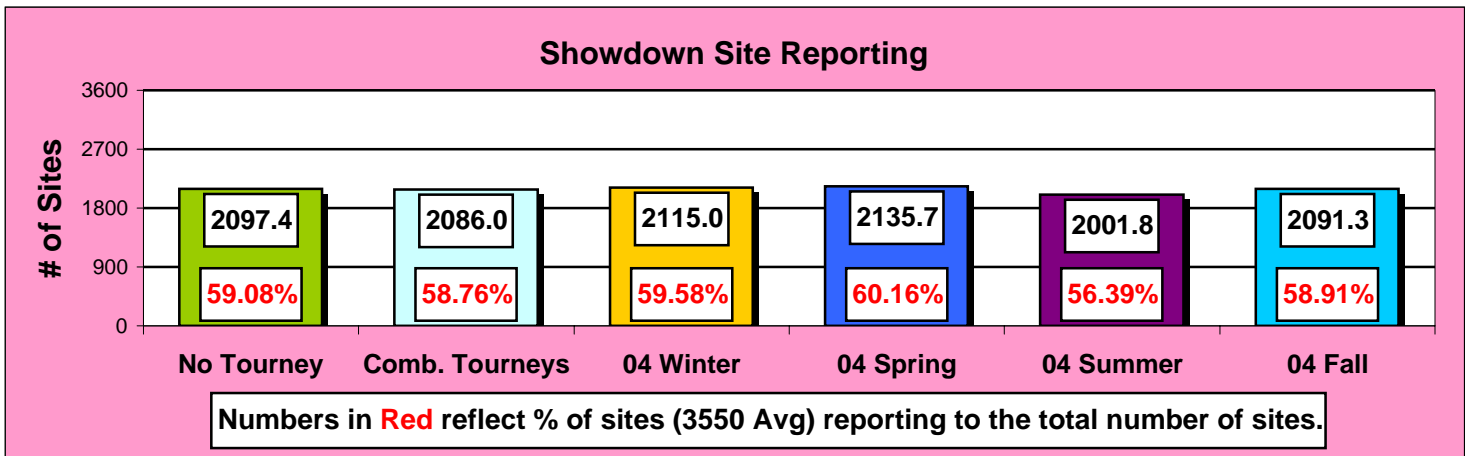 Showdown Site Reporting
# of Sites
3600
2700
1800
900
0
2097.4 2086.0 2115.0 2135.7 2001.8 2091.3
59.08% 58.76% 59.58% 60.16% 56.39% 58.91%
No Tourney Comb. Tourneys 04 Winter 04 Spring 04 Summer 04 Fall
Numbers in Red reflect % of sites (3550 Avg) reporting to the total number of sites.